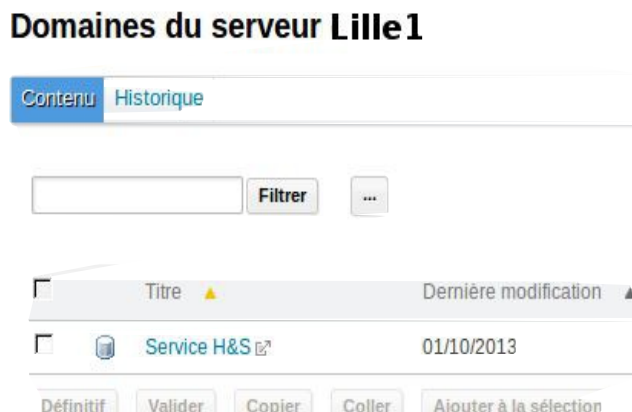 Domaines du serveur Lille1
Contenu Historique
Filtrer ...
Titre Dernière modification
Service H&S 01/10/2013
Définitif Valider Copier Coller Ajouter à la sélection